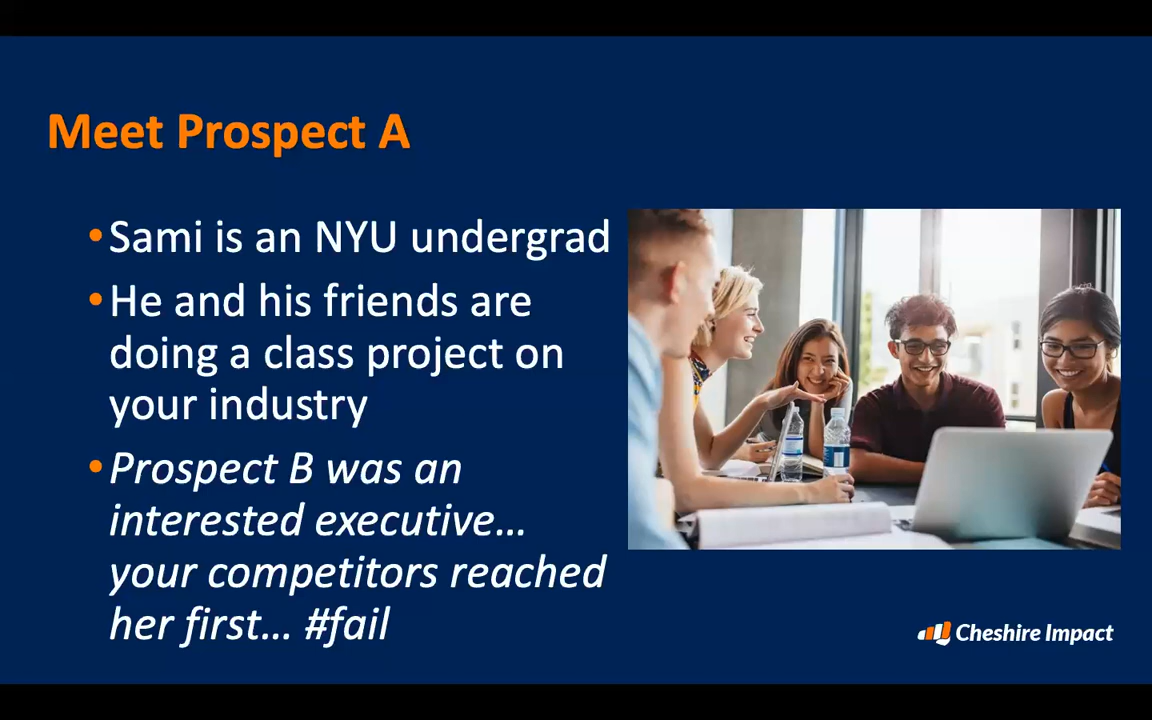 Meet Prospect A
•Sami is an NYU undergrad
•He and his friends are
doing a class project on
your industry
•Prospect B was an
interested executive...
your competitors reached
her first... #fail
Cheshire Impact